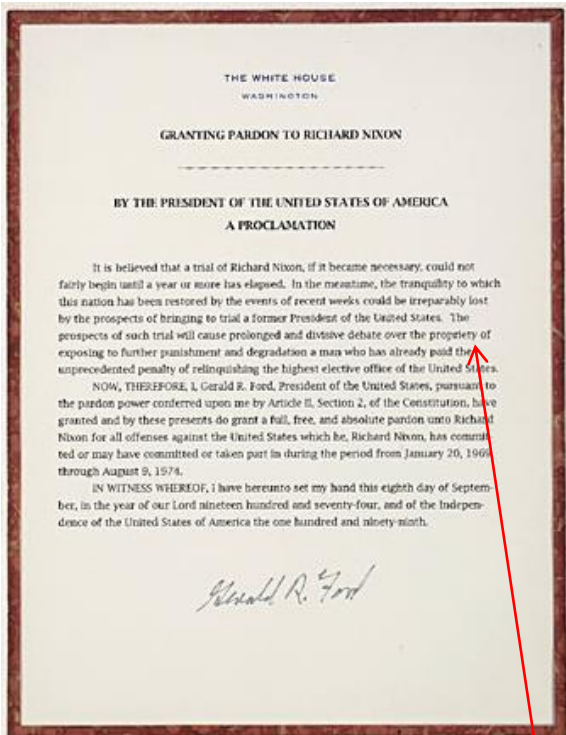 THE WHITE HOUSE
WASHINGTON
GRANTING PARDON TO RICHARD NIXON
BY THE PRESIDENT OF THE UNITED STATES OF AMERICA
A PROCLAMATION
It is believed that a trial of Richard Nixon, if it became necessary, could not
fairly begin until a year or more has elapsed. In the meantime, the tranquility to which
this nation has been restored by the events of recent weeks could be irreparably lost
by the prospects of bringing to trial a former President of the United States. The
prospects of such trial will cause prolonged and divisive debate over the propriety of
exposing to further punishment and degradation a man who has already paid the
unprecedented penalty of relinquishing the highest elective office of the United States.
NOW, THEREFORE, I, Gerald R. Ford, President of the United States, pursuant to
the pardon power conferred upon me by Article II, Section 2, of the Constitution, have
granted and by these presents do grant a full, free, and absolute pardon unto Richard
Nixon for all offenses against the United States which he, Richard Nixon, has commit-
ted or may have committed or taken part in during the period from January 20, 1969
through August 9, 1974.
IN WITNESS WHEREOF, I have hereunto set my hand this eighth day of Septem-
ber, in the year of our Lord nineteen hundred and seventy-four, and of the Indepen-
dence of the United States of America the one hundred and ninety-ninth.
Gerald R. Ford